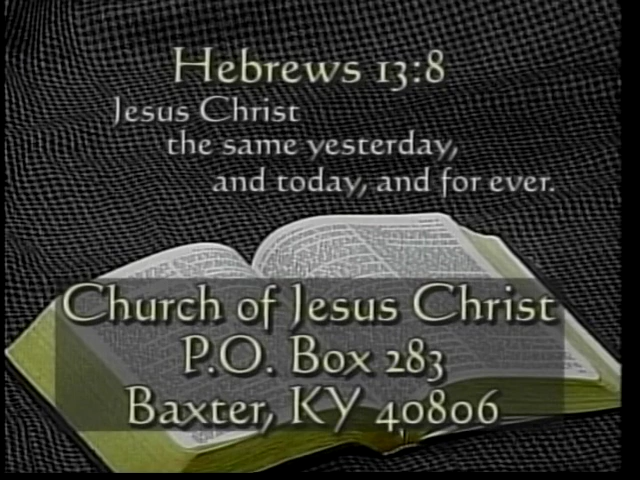 Hebrews 13:8
Jesus Christ
the same yesterday,
and today, and for ever.
Church of Jesus Christ
P.O. Box 283
Baxter, KY 40806